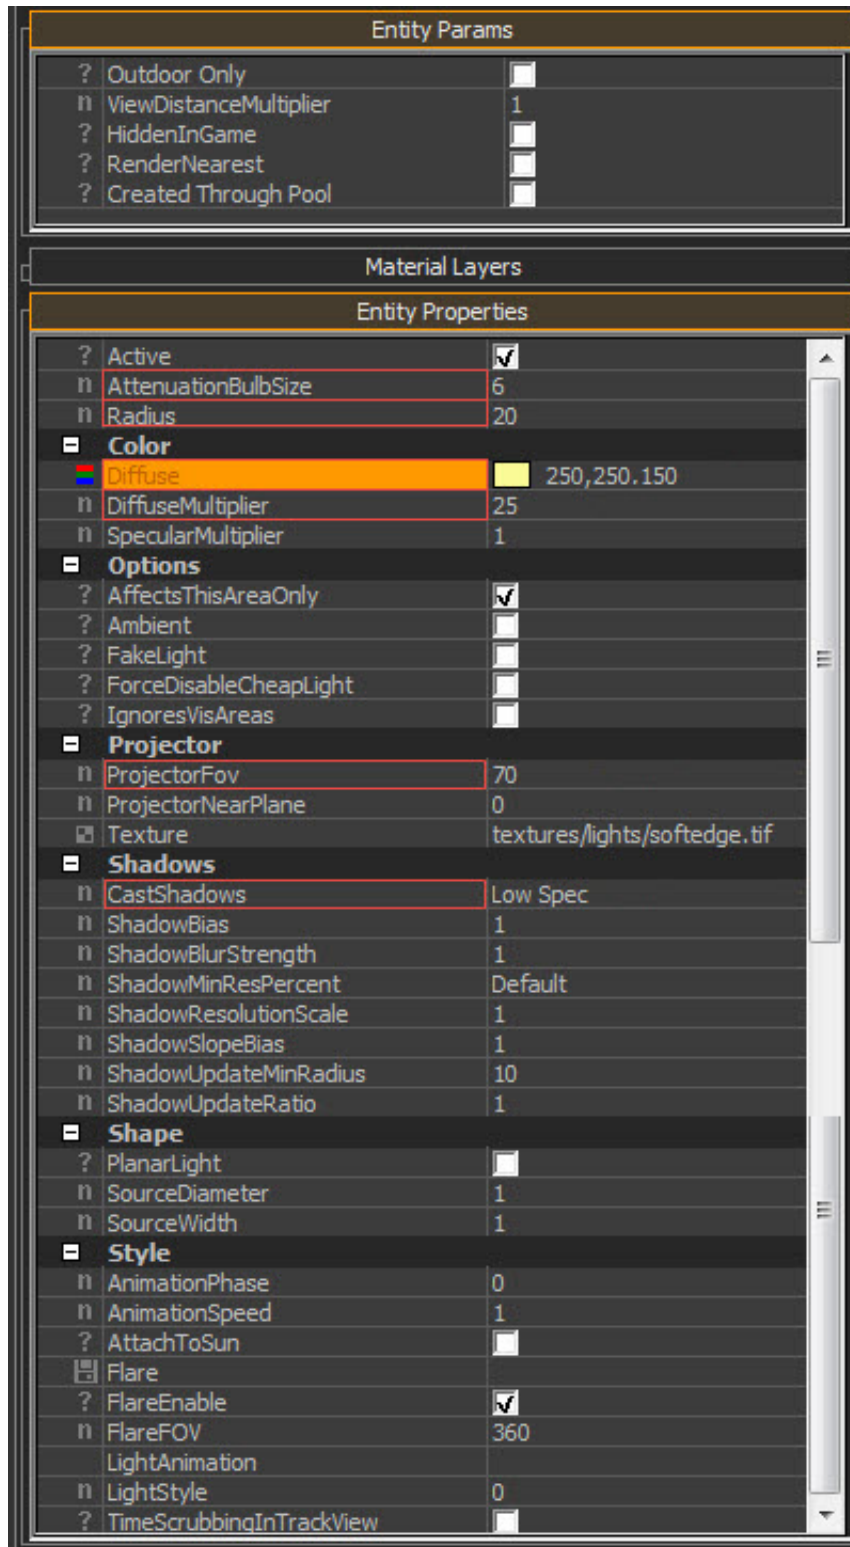 Entity Params
? Outdoor Only
n ViewDistanceMultiplier 1
? HiddenInGame
? RenderNearest
? Created Through Pool
Material Layers
Entity Properties
? Active
n AttenuationBulbSize 6
n Radius 20
Color
Diffuse 250,250.150
n DiffuseMultiplier 25
n SpecularMultiplier 1
Options
? AffectsThisAreaOnly
? Ambient
? FakeLight
? ForceDisableCheapLight
? IgnoresVisAreas
Projector
n ProjectorFov 70
n ProjectorNearPlane 0
Texture textures/lights/softedge.tif
Shadows
n CastShadows Low Spec
n ShadowBias 1
n ShadowBlurStrength 1
n ShadowMinResPercent Default
n ShadowResolutionScale 1
n ShadowSlopeBias 1
n ShadowUpdateMinRadius 10
n ShadowUpdateRatio 1
Shape
? PlanarLight
n SourceDiameter 1
n SourceWidth 1
Style
n AnimationPhase 0
n AnimationSpeed 1
? AttachToSun
Flare
? FlareEnable
n FlareFOV 360
LightAnimation
n LightStyle 0
? TimeScrubbingInTrackView